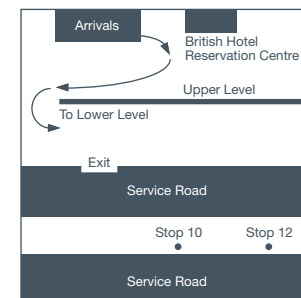 Arrivals
British Hotel
Reservation Centre
Upper Level
To Lower Level
Exit
Service Road
Stop 10
Stop 12
Service Road